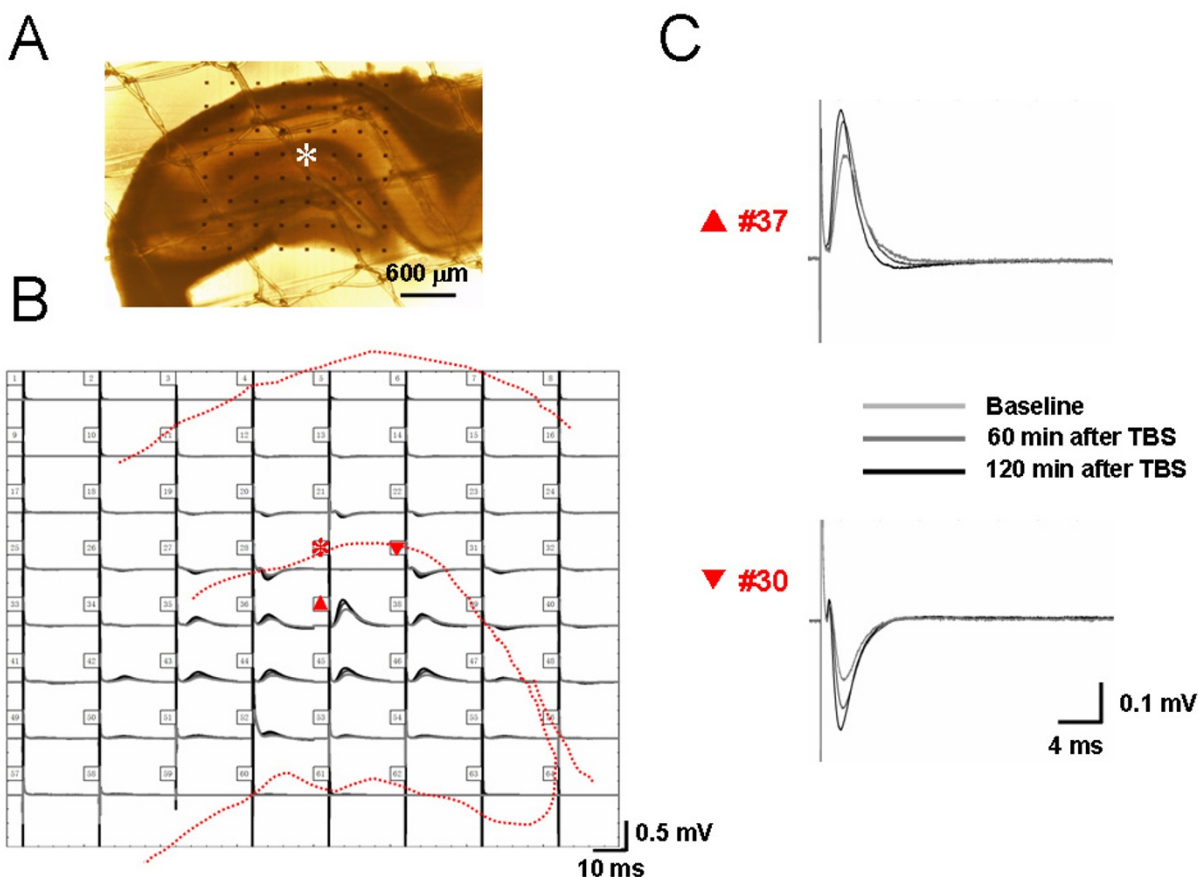 A
600 µm
B
1 2 3 4 5 6 7 8
9 10 11 12 13 14 15 16
17 18 19 20 21 22 23 24
25 26 27 28 31 32
33 34 35 36 38 39 40
41 42 43 44 45 46 47 48
49 50 51 52 53 54 55 56
57 58 59 60 61 62 63 64
0.5 mV
10 ms
C
#37
Baseline
60 min after TBS
120 min after TBS
#30
0.1 mV
4 ms